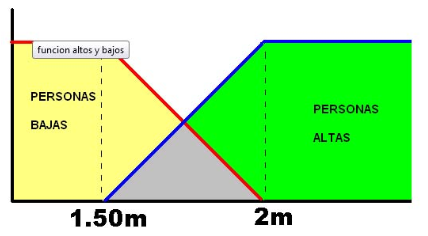 funcion altos y bajos
PERSONAS
BAJAS
PERSONAS
ALTAS
1.50m
2m